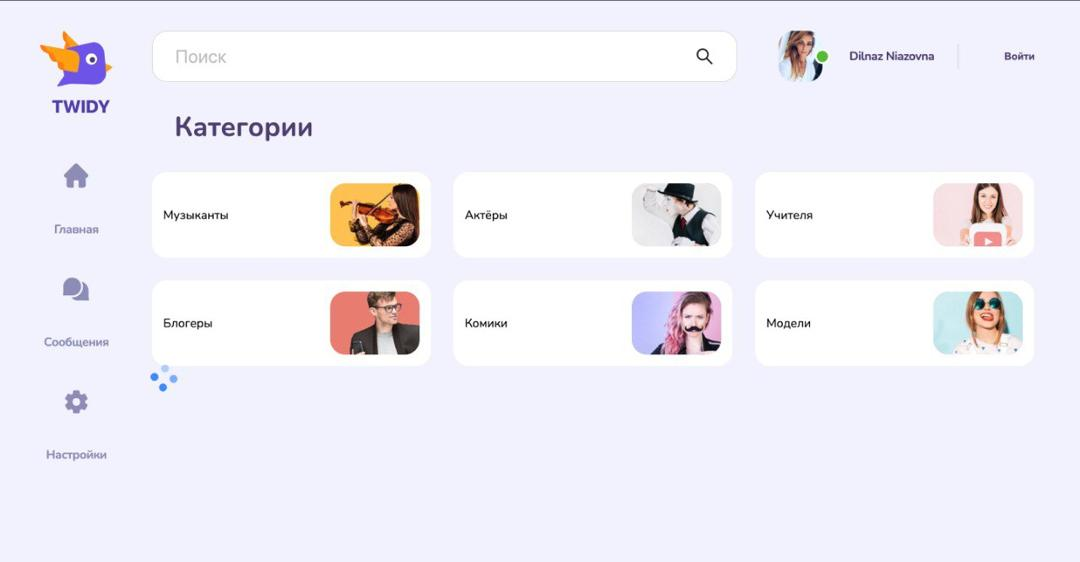 Поиск
Dilnaz Niazovna
Войти
TWIDY
Категории
Главная
Сообщения
Настройки
Музыканты
Актёры
Учителя
Блогеры
Комики
Модели